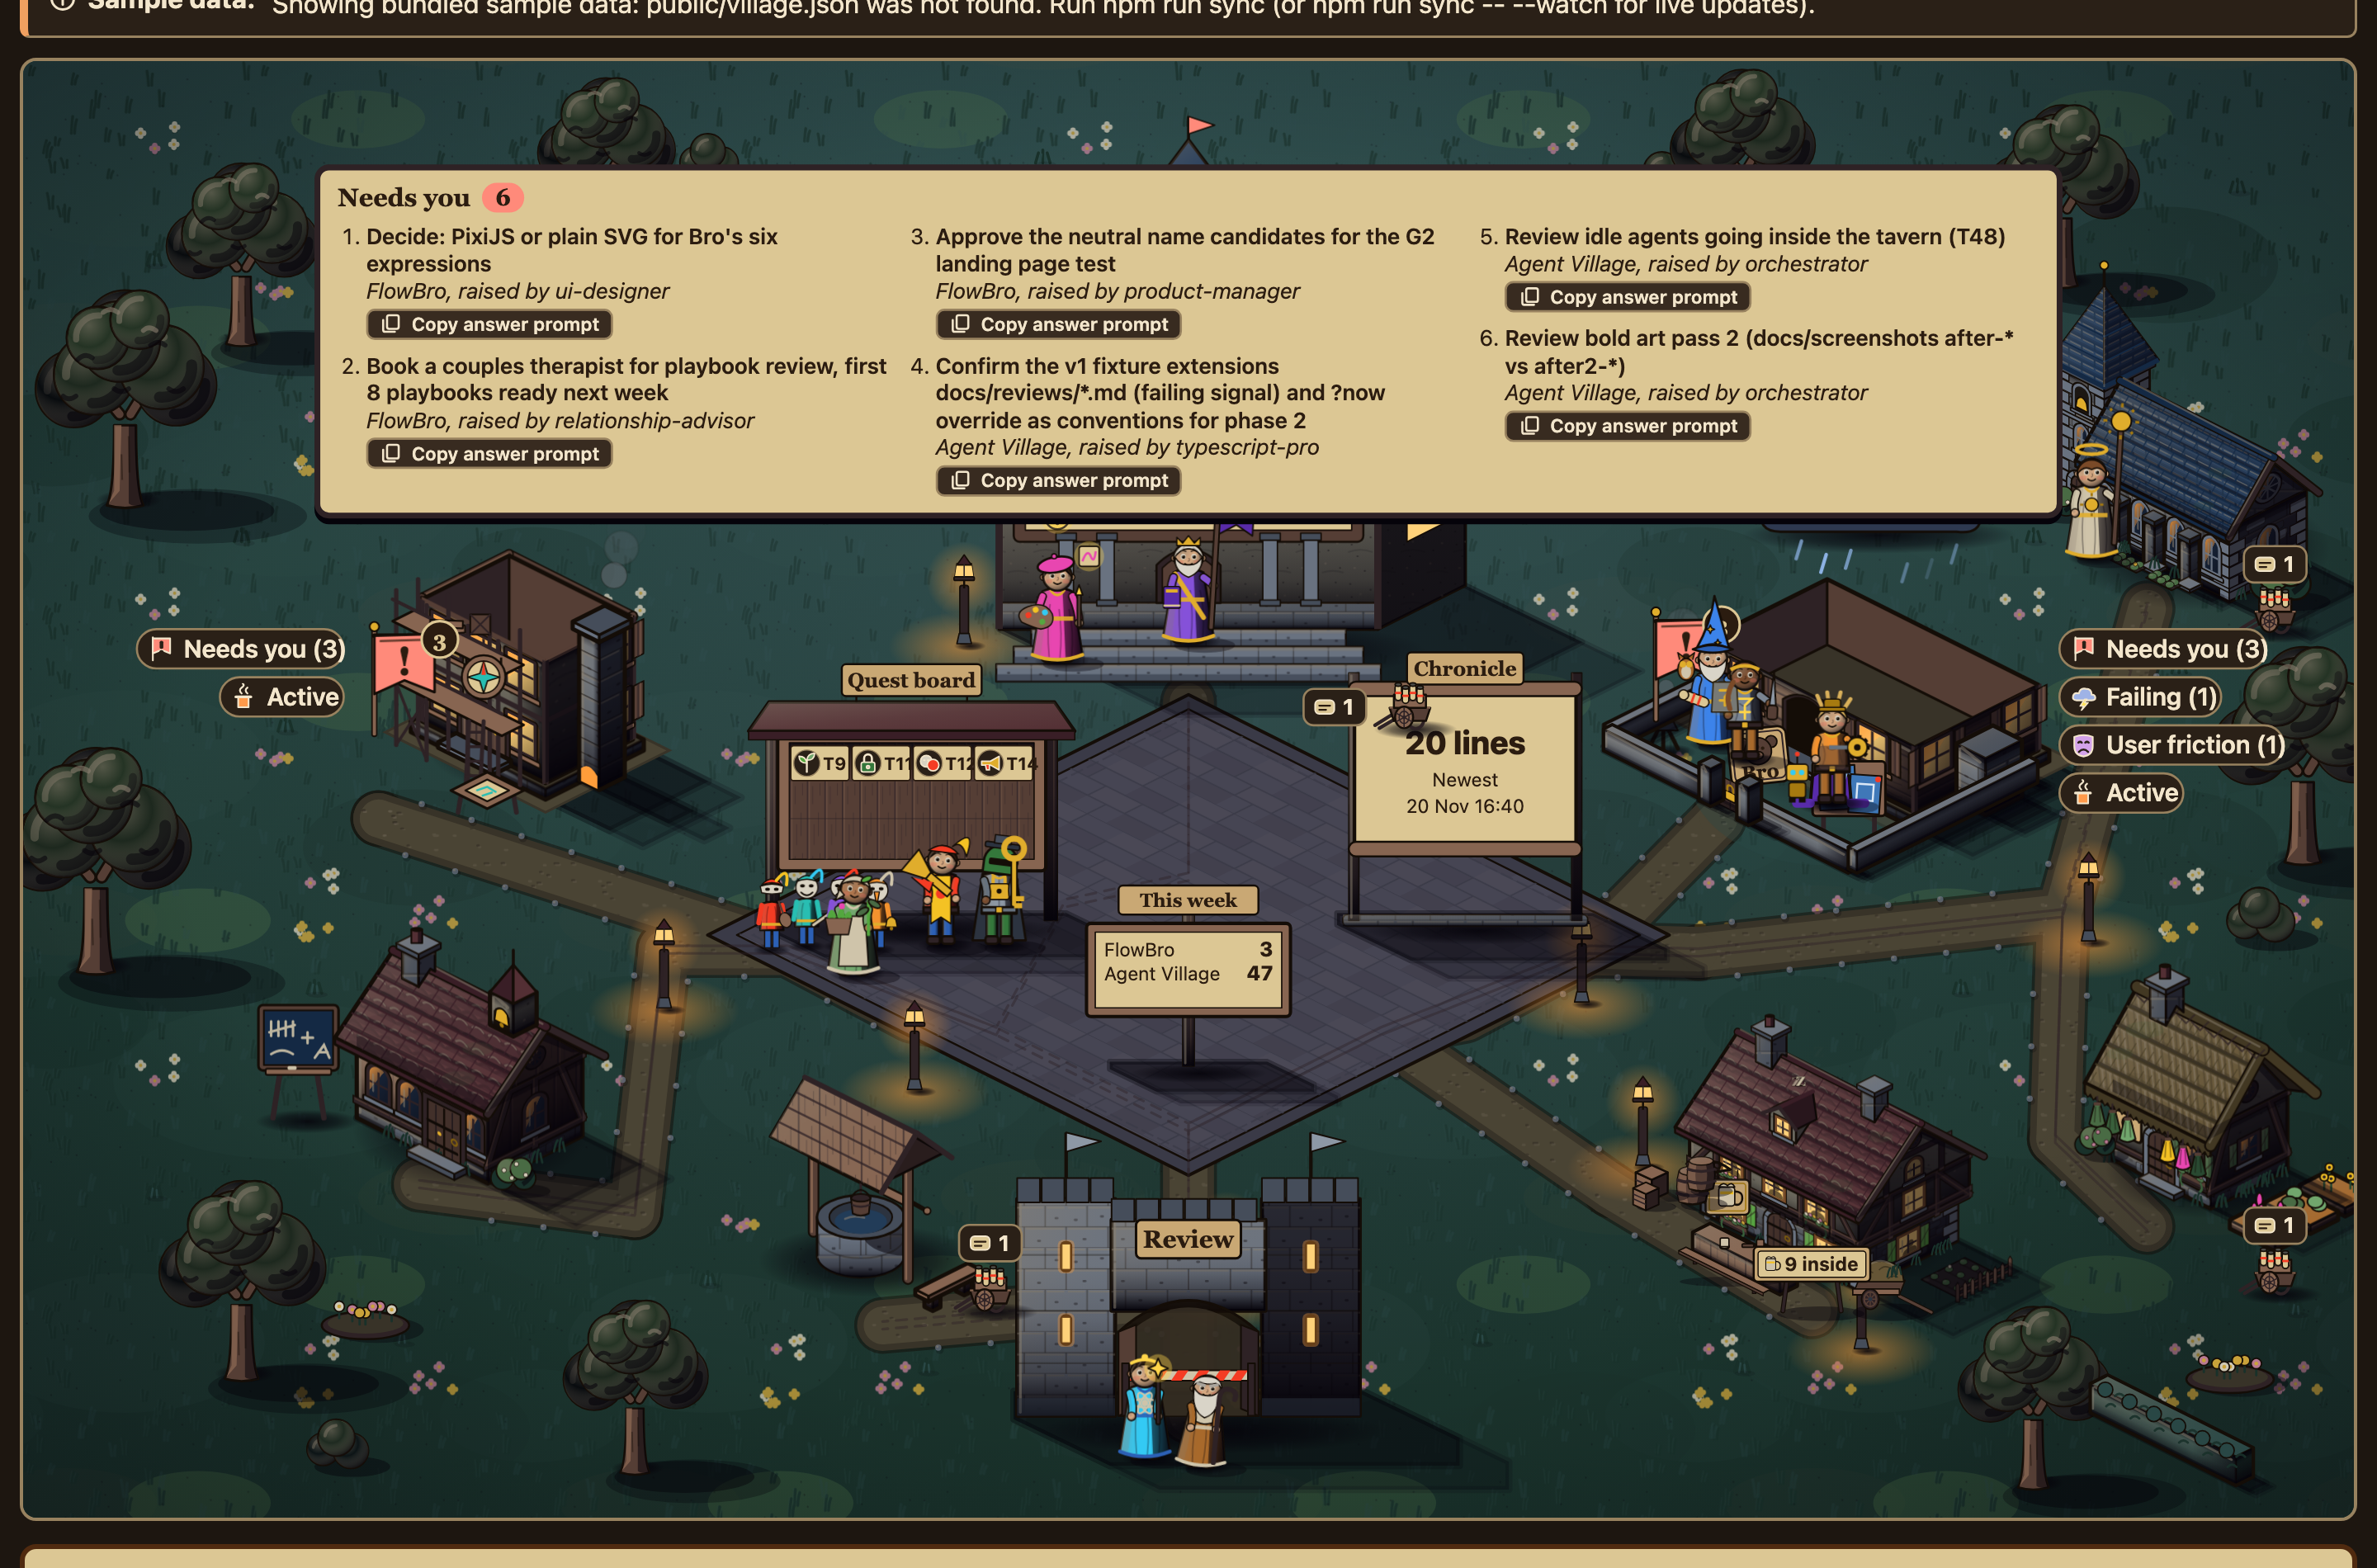 Sample data: Showing bundled sample data: public/village.json was not found. Run npm run sync (or npm run sync -- --watch for live updates).
Needs you 6
1. Decide: PixiJS or plain SVG for Bro's six
expressions
FlowBro, raised by ui-designer
Copy answer prompt
2. Book a couples therapist for playbook review, first
8 playbooks ready next week
FlowBro, raised by relationship-advisor
Copy answer prompt
3. Approve the neutral name candidates for the G2
landing page test
FlowBro, raised by product-manager
Copy answer prompt
4. Confirm the v1 fixture extensions
docs/reviews/*.md (failing signal) and ?now
override as conventions for phase 2
Agent Village, raised by typescript-pro
Copy answer prompt
5. Review idle agents going inside the tavern (T48)
Agent Village, raised by orchestrator
Copy answer prompt
6. Review bold art pass 2 (docs/screenshots after-*
vs after2-*)
Agent Village, raised by orchestrator
Copy answer prompt
1
Needs you (3)
Active
!
3
Quest board
T9 T11 T12 T14
1
Chronicle
20 lines
Newest
20 Nov 16:40
!
Bro
Needs you (3)
Failing (1)
User friction (1)
Active
This week
FlowBro 3
Agent Village 47
+
A
1
Review
9 inside
1